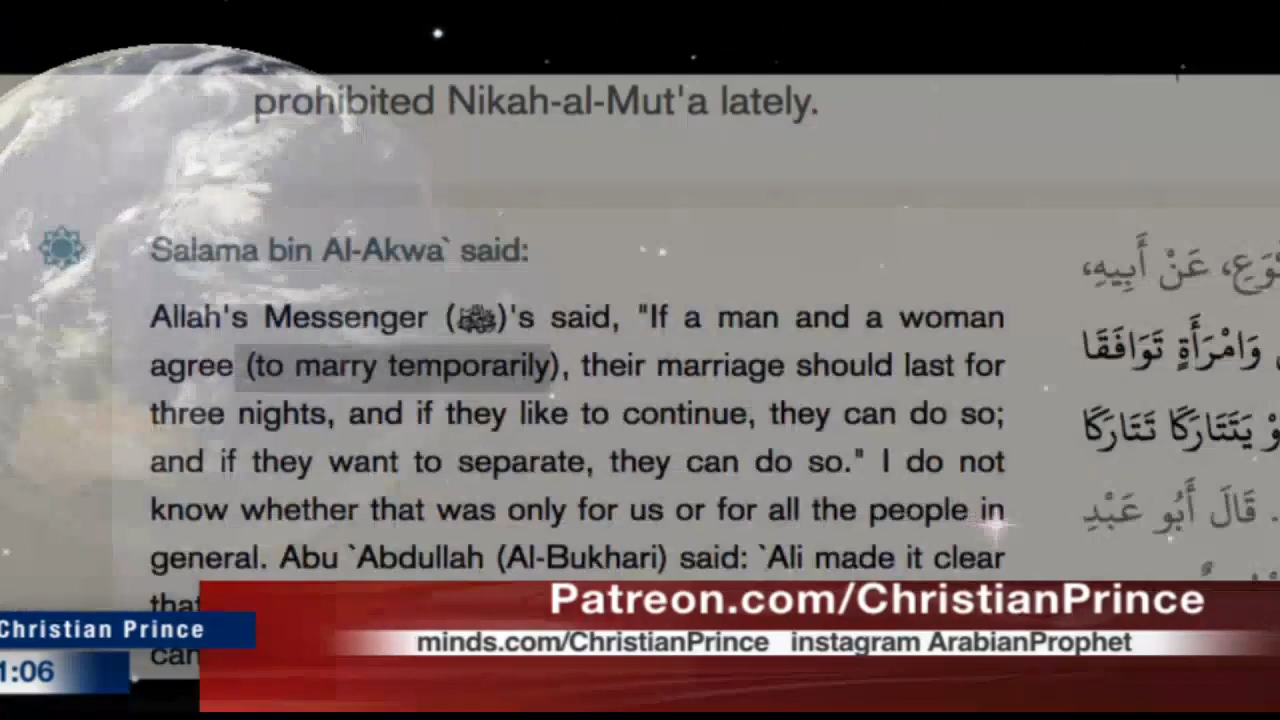 prohibited Nikah-al-Mut'a lately.
Salama bin Al-Akwa` said:
Allah's Messenger (ﷺ)'s said, "If a man and a woman
agree (to marry temporarily), their marriage should last for
three nights, and if they like to continue, they can do so;
and if they want to separate, they can do so." I do not
know whether that was only for us or for all the people in
general. Abu `Abdullah (Al-Bukhari) said: `Ali made it clear
that
can
عَنْ أَبِيهِ،
وَامْرَأَةٍ تَوَافَقَا
يَتَتَارَكَا تَتَارَكَا
قَالَ أَبُو عَبْدِ
Patreon.com/ChristianPrince
Christian Prince
minds.com/ChristianPrince instagram ArabianProphet
1:06